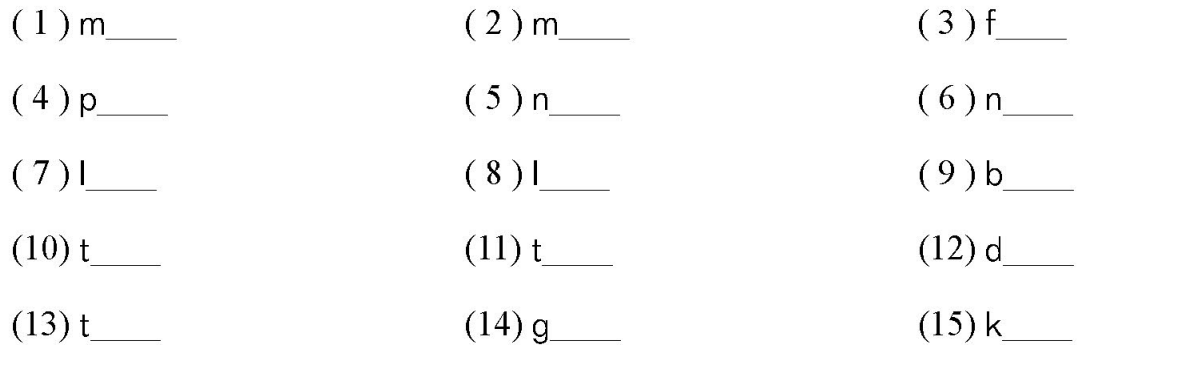 ( 1 ) m____ ( 2 ) m____ ( 3 ) f____
( 4 ) p____ ( 5 ) n____ ( 6 ) n____
( 7 ) l____ ( 8 ) l____ ( 9 ) b____
(10) t____ (11) t____ (12) d____
(13) t____ (14) g____ (15) k____